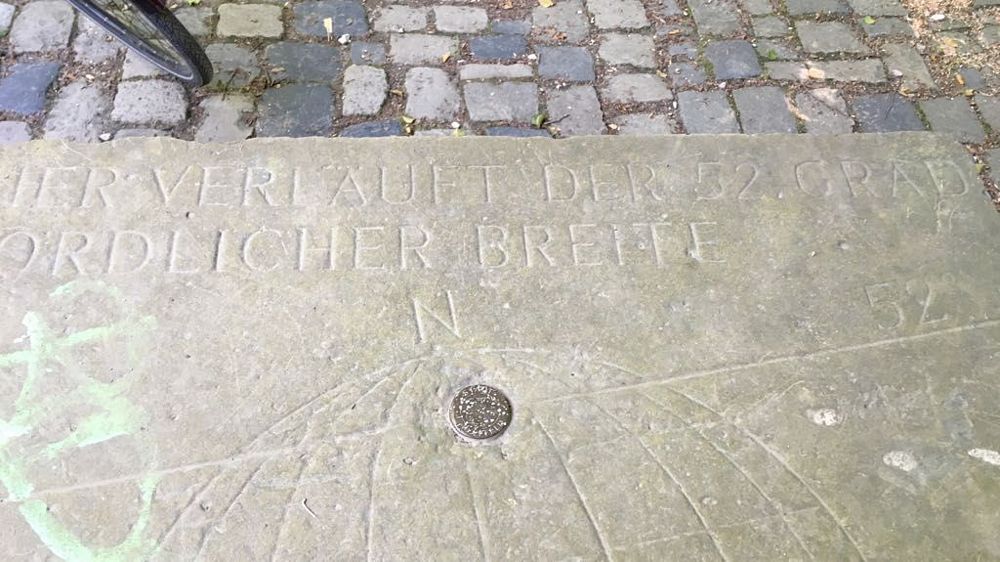 HIER VERLÄUFT DER 52. GRAD
NÖRDLICHER BREITE
N
52